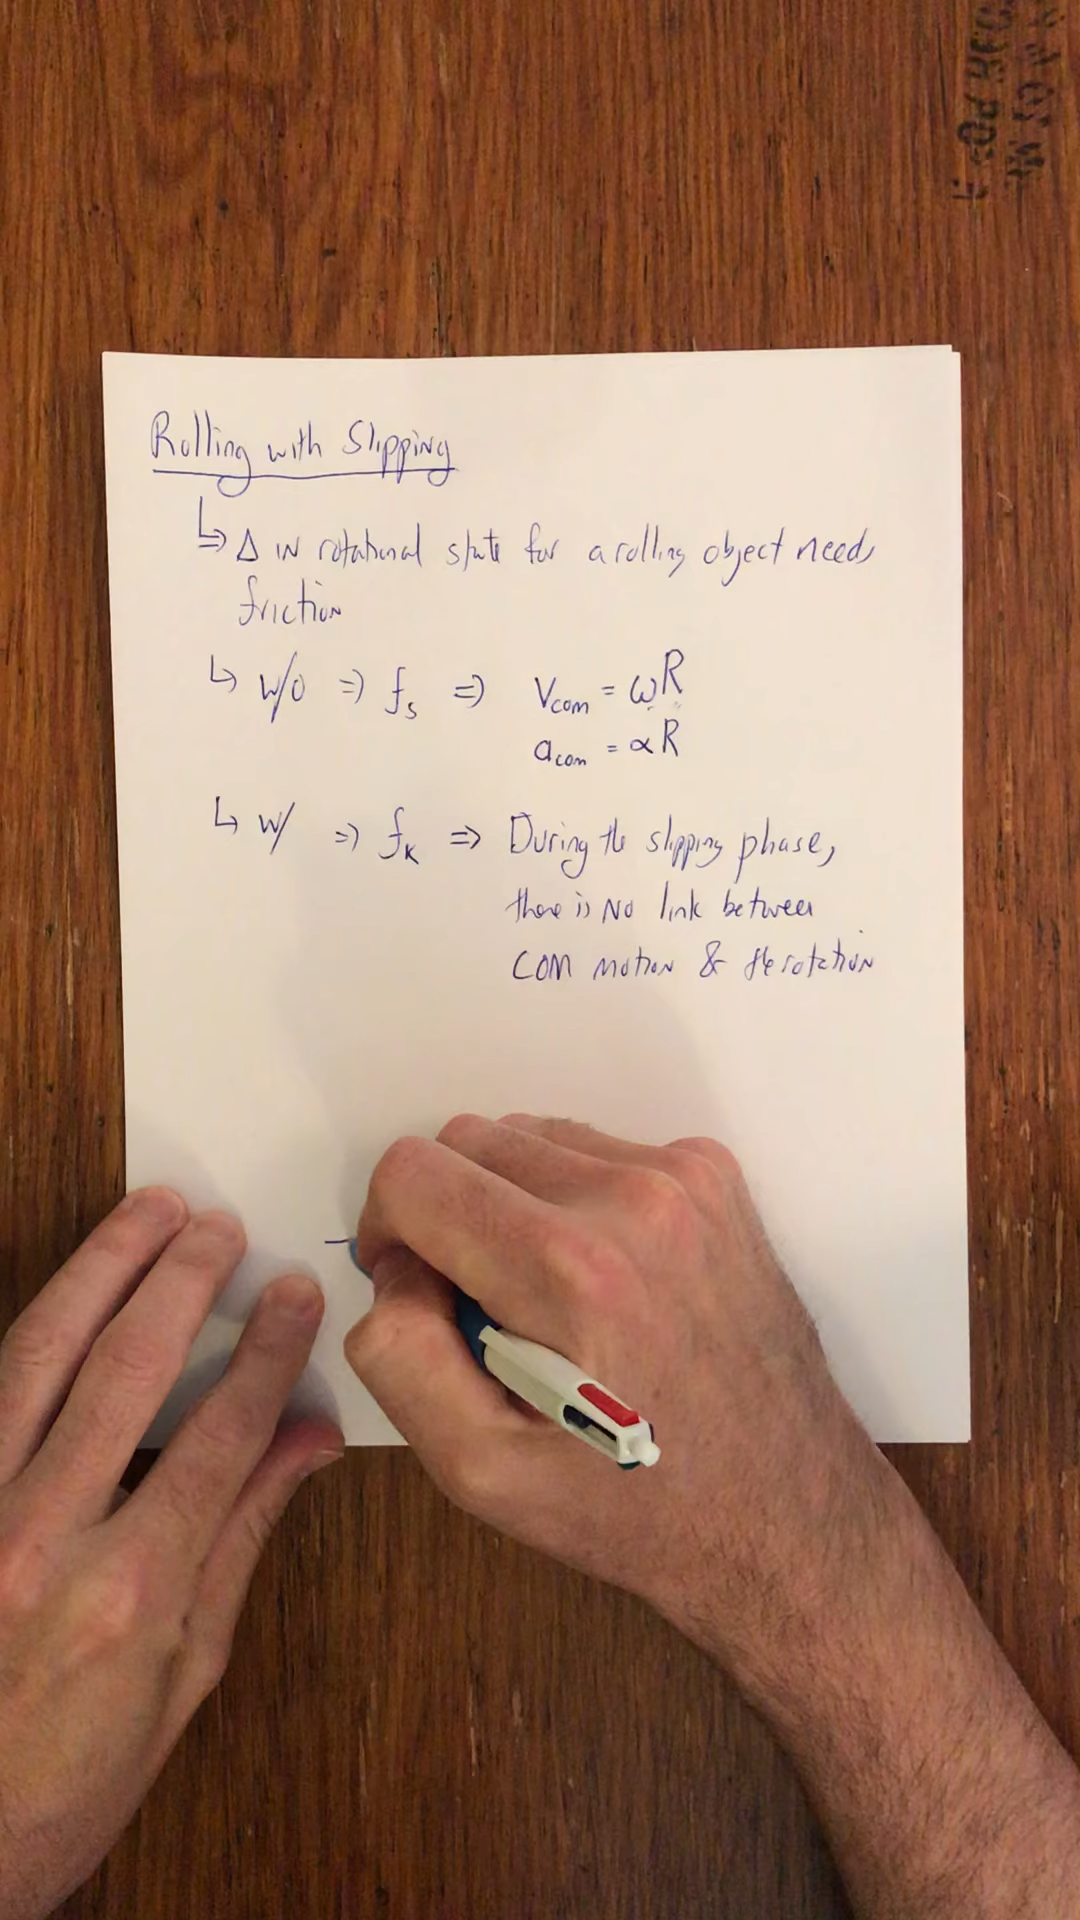 Rolling with Slipping
↳ Δ in rotational state for a rolling object needs
friction
↳ w/o ⇒ fs ⇒ Vcom = ωR
acom = αR
↳ w/ ⇒ fk ⇒ During the slipping phase,
there is no link between
COM motion & the rotation